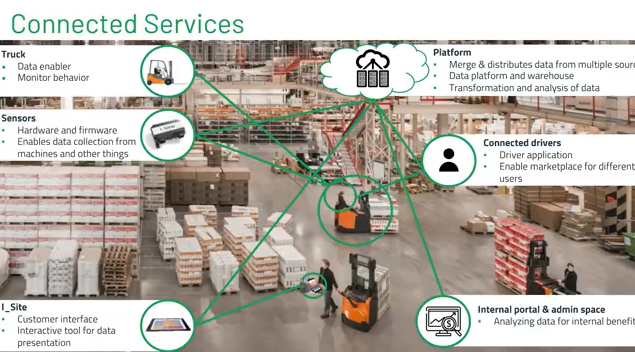 Connected Services
Truck
• Data enabler
• Monitor behavior
Sensors
• Hardware and firmware
• Enables data collection from
machines and other things
I_Site
• Customer interface
• Interactive tool for data
presentation
Platform
• Merge & distributes data from multiple sour
• Data platform and warehouse
• Transformation and analysis of data
Connected drivers
• Driver application
• Enable marketplace for different
users
Internal portal & admin space
• Analyzing data for internal benefit